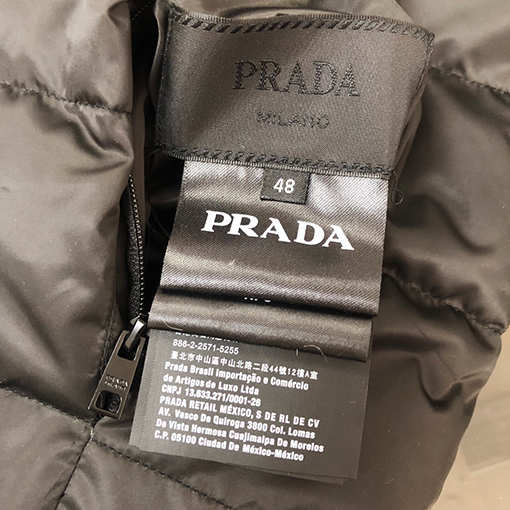 PRADA
MILANO
48
PRADA
886-2-2571-5255
臺北市中山區中山北路二段44號12樓A室
Prada Brasil Importação e Comércio
de Artigos de Luxo Ltda
CNPJ 13.833.271/0001-26
PRADA RETAIL MÉXICO, S DE RL DE CV
AV. Vasco De Quiroga 3800 Col. Lomas
De Vista Hermosa Cuajimalpa De Morelos
C.P. 05100 Ciudad De México-México
PRADA